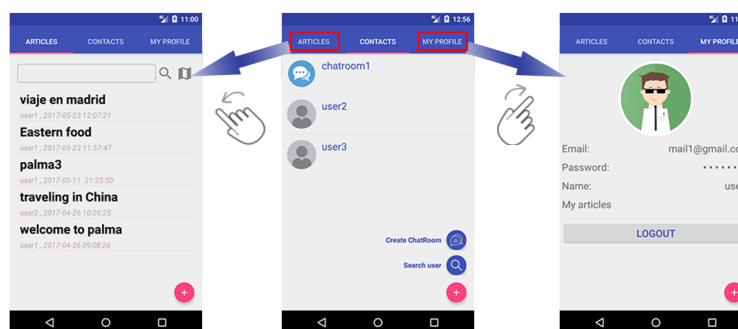 11:00
ARTICLES CONTACTS MY PROFILE
viaje en madrid
user1 , 2017-05-23 12:07:21
Eastern food
user1 , 2017-05-23 11:57:47
palma3
user1 , 2017-05-11 21:25:50
traveling in China
user2 , 2017-04-26 10:26:25
welcome to palma
user1 , 2017-04-26 09:08:26
+
12:56
ARTICLES CONTACTS MY PROFILE
chatroom1
user2
user3
Create ChatRoom
Search user
+
11
ARTICLES CONTACTS MY PROFILE
Email: mail1@gmail.co
Password: ••••••
Name: use
My articles
LOGOUT
+